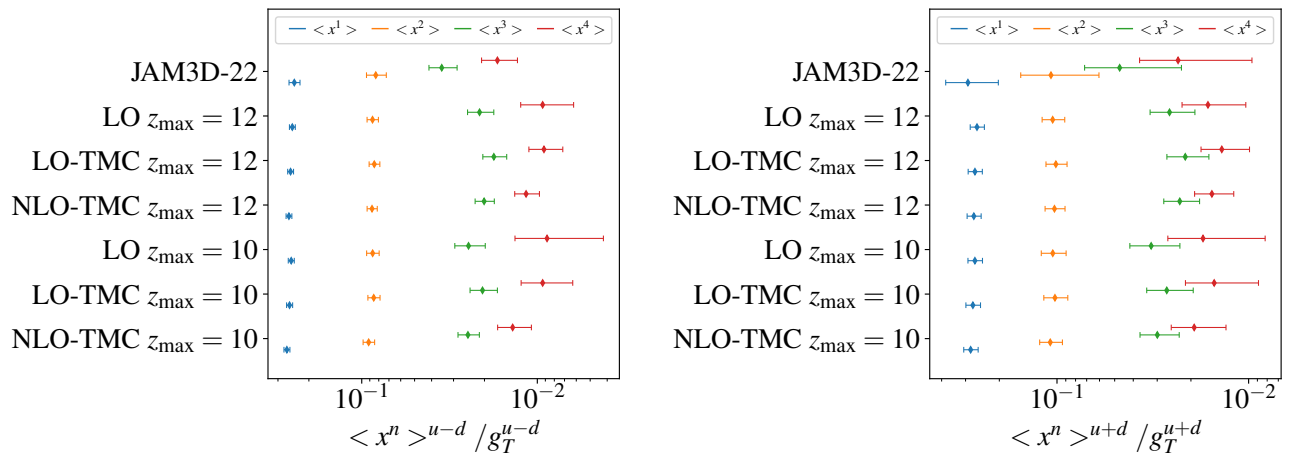 < x¹ > < x² > < x³ > < x⁴ >
JAM3D-22
LO z_max = 12
LO-TMC z_max = 12
NLO-TMC z_max = 12
LO z_max = 10
LO-TMC z_max = 10
NLO-TMC z_max = 10
10⁻¹ 10⁻²
< xⁿ >^{u−d} /g_T^{u−d}
< x¹ > < x² > < x³ > < x⁴ >
JAM3D-22
LO z_max = 12
LO-TMC z_max = 12
NLO-TMC z_max = 12
LO z_max = 10
LO-TMC z_max = 10
NLO-TMC z_max = 10
10⁻¹ 10⁻²
< xⁿ >^{u+d} /g_T^{u+d}